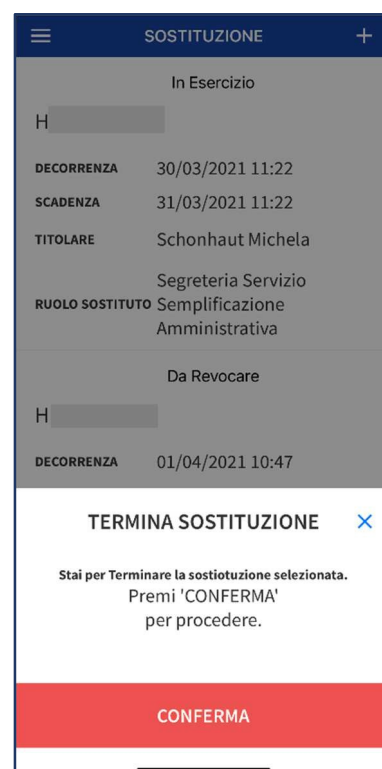 SOSTITUZIONE
In Esercizio
H
DECORRENZA 30/03/2021 11:22
SCADENZA 31/03/2021 11:22
TITOLARE Schonhaut Michela
Segreteria Servizio
RUOLO SOSTITUTO Semplificazione
Amministrativa
Da Revocare
H
DECORRENZA 01/04/2021 10:47
TERMINA SOSTITUZIONE
Stai per Terminare la sostiotuzione selezionata.
Premi 'CONFERMA'
per procedere.
CONFERMA